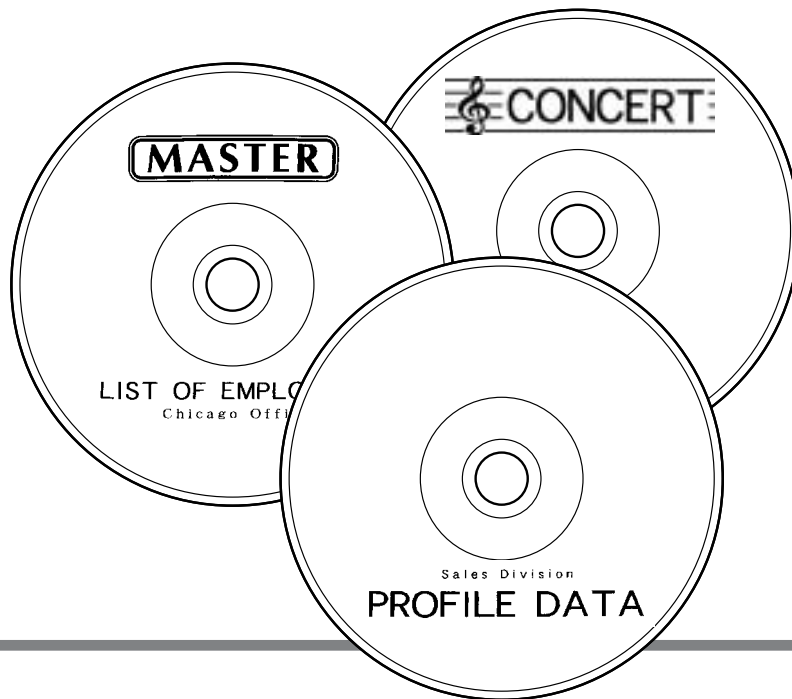 CONCERT
MASTER
LIST OF EMPLO
Chicago Offi
Sales Division
PROFILE DATA